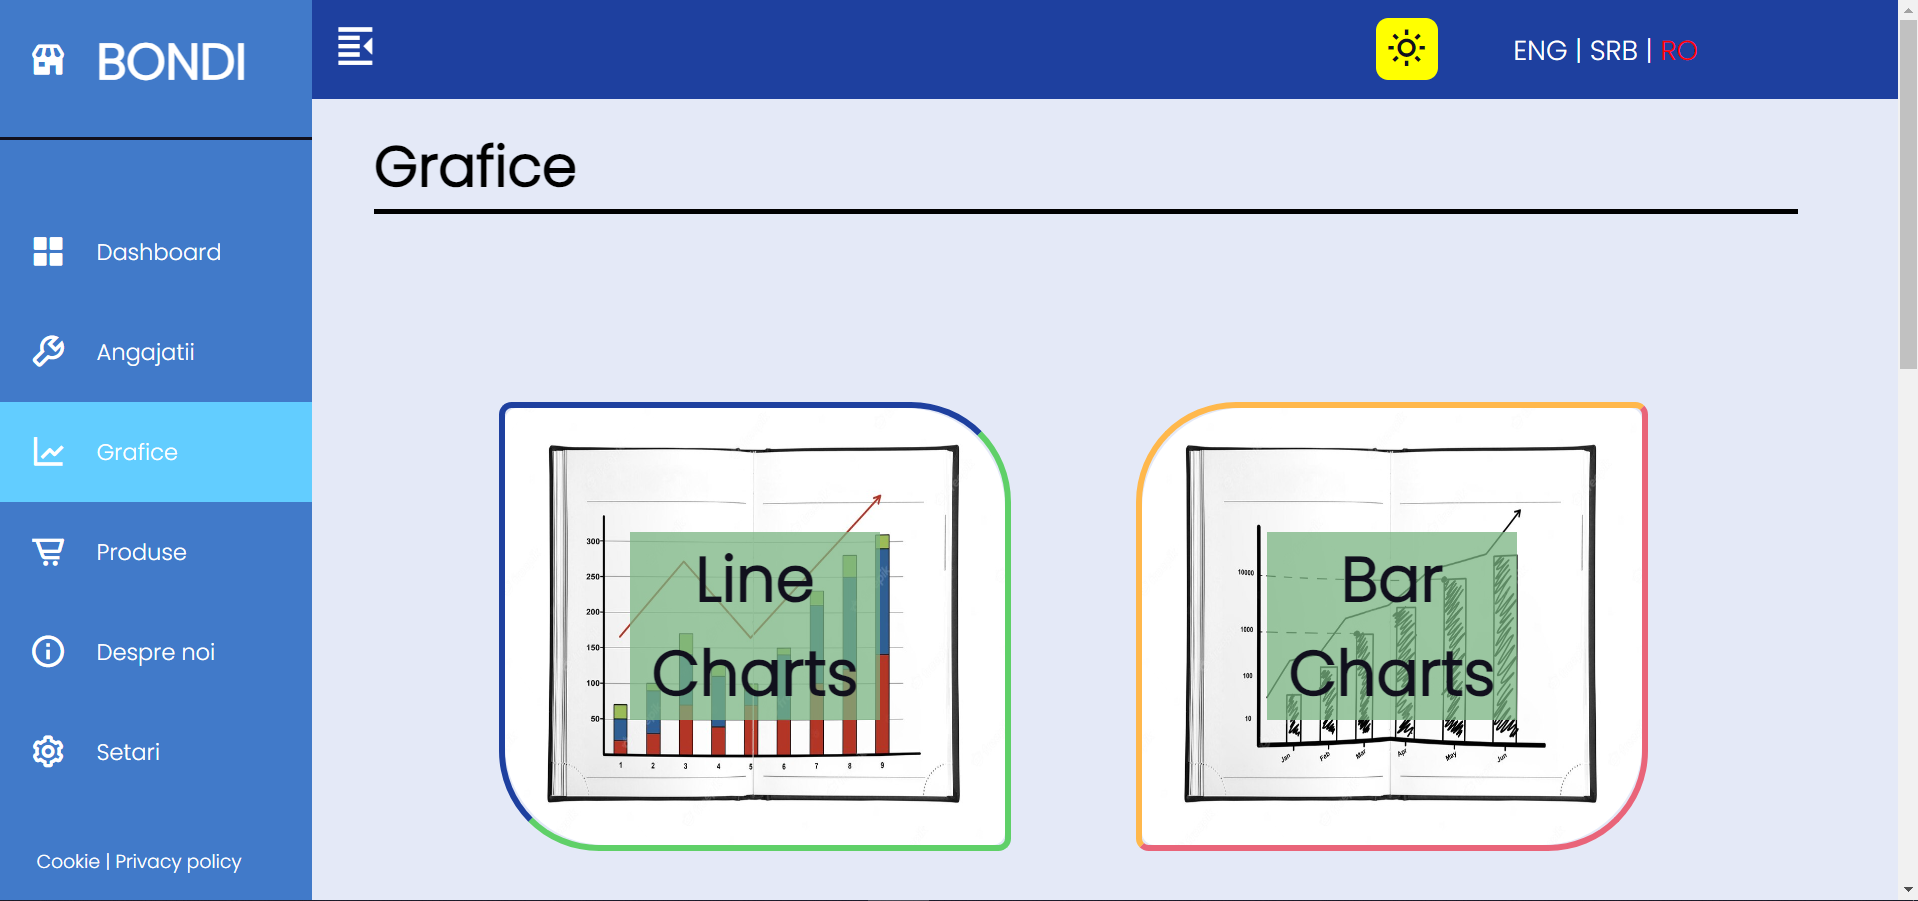 BONDI
ENG | SRB | RO
Grafice
Dashboard
Angajatii
Grafice
Produse
Despre noi
Setari
Cookie | Privacy policy
Line
Charts
300
250
200
150
100
50
1 2 3 4 5 6 7 8 9
Bar
Charts
10000
1000
100
10
Jan Feb Mar Apr May Jun